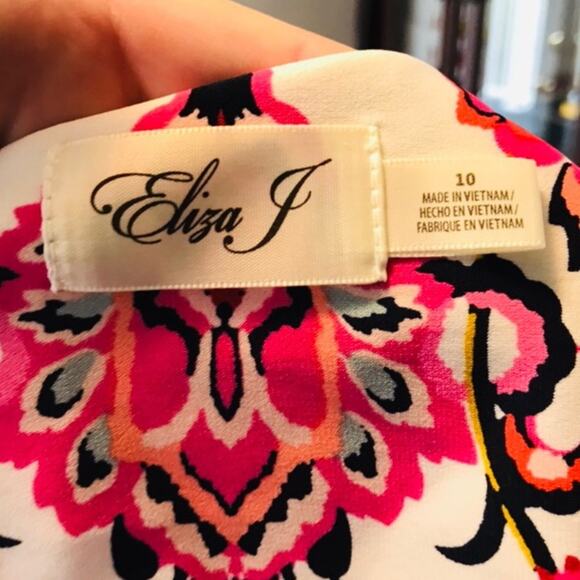 Eliza J
10
MADE IN VIETNAM/
HECHO EN VIETNAM/
FABRIQUE EN VIETNAM